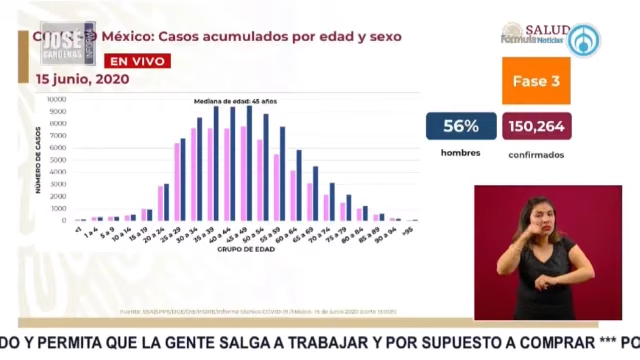 México: Casos acumulados por edad y sexo
JOSÉ
CÁRDENAS
INFORMA
EN VIVO
15 junio, 2020
SALUD
Fórmula Noticias
Fase 3
56%
hombres
150,264
confirmados
Mediana de edad: 45 años
NÚMERO DE CASOS
10000
9000
8000
7000
6000
5000
4000
3000
2000
1000
0
<1
1 a 4
5 a 9
10 a 14
15 a 19
20 a 24
25 a 29
30 a 34
35 a 39
40 a 44
45 a 49
50 a 54
55 a 59
60 a 64
65 a 69
70 a 74
75 a 79
80 a 84
85 a 89
90 a 94
>95
GRUPO DE EDAD
DO Y PERMITA QUE LA GENTE SALGA A TRABAJAR Y POR SUPUESTO A COMPRAR *** PO